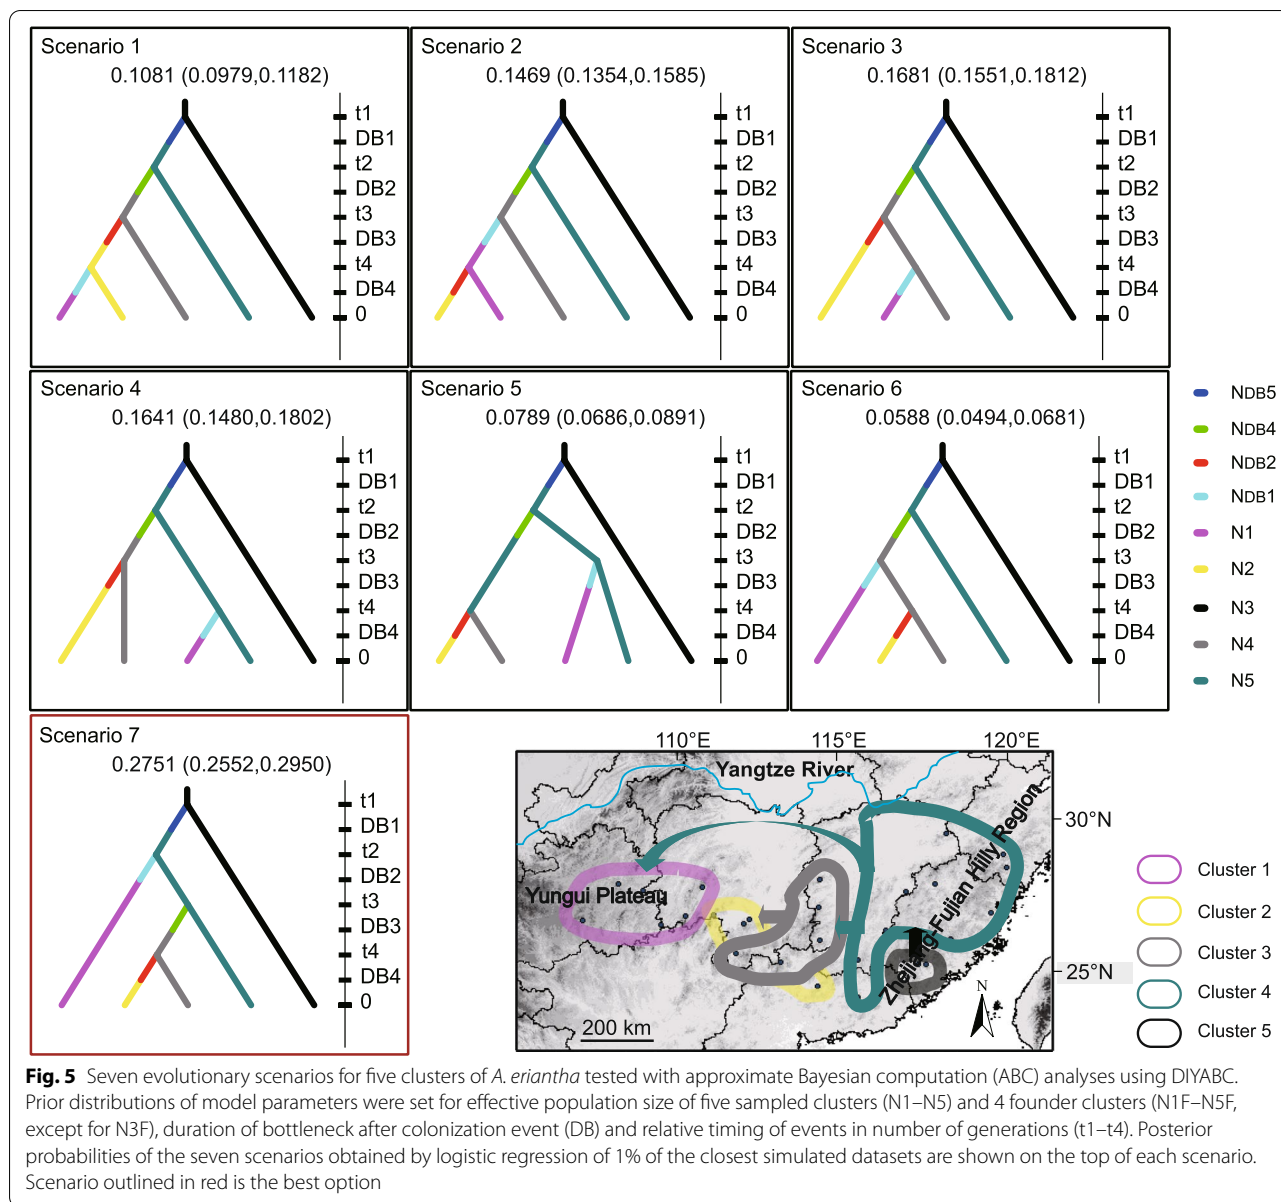 Scenario 1
0.1081 (0.0979,0.1182)
t1
DB1
t2
DB2
t3
DB3
t4
DB4
0
Scenario 2
0.1469 (0.1354,0.1585)
t1
DB1
t2
DB2
t3
DB3
t4
DB4
0
Scenario 3
0.1681 (0.1551,0.1812)
t1
DB1
t2
DB2
t3
DB3
t4
DB4
0
Scenario 4
0.1641 (0.1480,0.1802)
t1
DB1
t2
DB2
t3
DB3
t4
DB4
0
Scenario 5
0.0789 (0.0686,0.0891)
t1
DB1
t2
DB2
t3
DB3
t4
DB4
0
Scenario 6
0.0588 (0.0494,0.0681)
t1
DB1
t2
DB2
t3
DB3
t4
DB4
0
NDB5
NDB4
NDB2
NDB1
N1
N2
N3
N4
N5
Scenario 7
0.2751 (0.2552,0.2950)
t1
DB1
t2
DB2
t3
DB3
t4
DB4
0
110°E
115°E
120°E
Yangtze River
30°N
Yungui Plateau
Zhejiang-Fujian Hilly Region
25°N
N
200 km
Cluster 1
Cluster 2
Cluster 3
Cluster 4
Cluster 5
Fig. 5 Seven evolutionary scenarios for five clusters of A. eriantha tested with approximate Bayesian computation (ABC) analyses using DIYABC.
Prior distributions of model parameters were set for effective population size of five sampled clusters (N1–N5) and 4 founder clusters (N1F–N5F,
except for N3F), duration of bottleneck after colonization event (DB) and relative timing of events in number of generations (t1–t4). Posterior
probabilities of the seven scenarios obtained by logistic regression of 1% of the closest simulated datasets are shown on the top of each scenario.
Scenario outlined in red is the best option